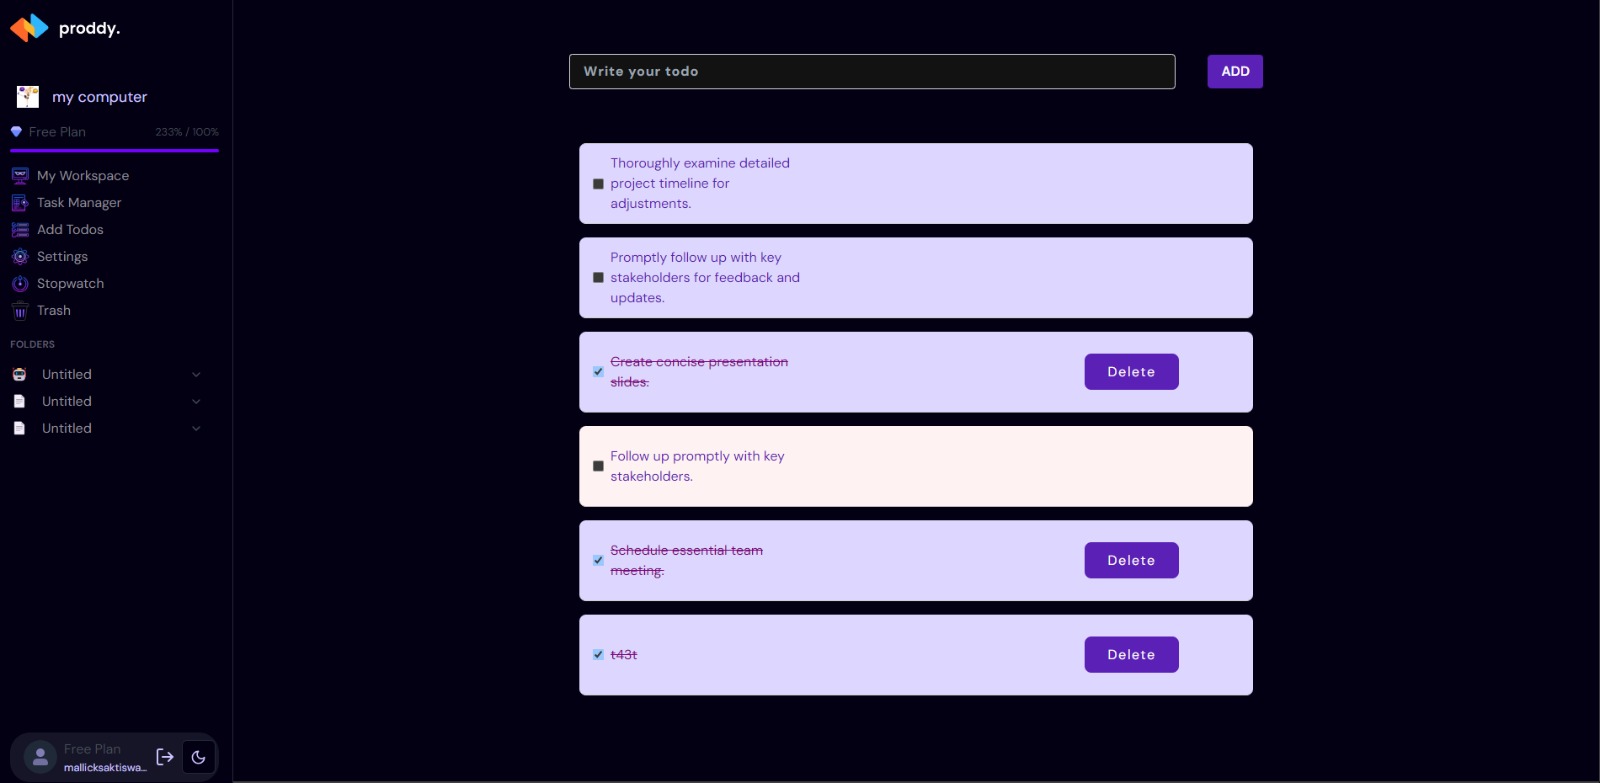 proddy.
my computer
Free Plan 233% / 100%
My Workspace
Task Manager
Add Todos
Settings
Stopwatch
Trash
FOLDERS
Untitled
Untitled
Untitled
Free Plan
mallicksaktiswa...
Write your todo
ADD
Thoroughly examine detailed
project timeline for
adjustments.
Promptly follow up with key
stakeholders for feedback and
updates.
Create concise presentation
slides.
Delete
Follow up promptly with key
stakeholders.
Schedule essential team
meeting.
Delete
t43t
Delete